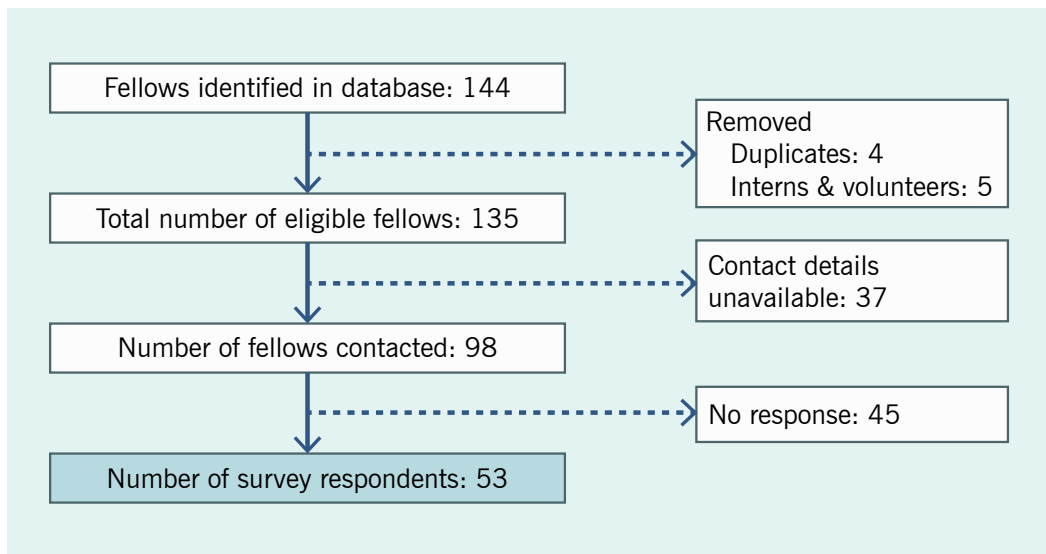 Fellows identified in database: 144
Removed
Duplicates: 4
Interns & volunteers: 5
Total number of eligible fellows: 135
Contact details
unavailable: 37
Number of fellows contacted: 98
No response: 45
Number of survey respondents: 53